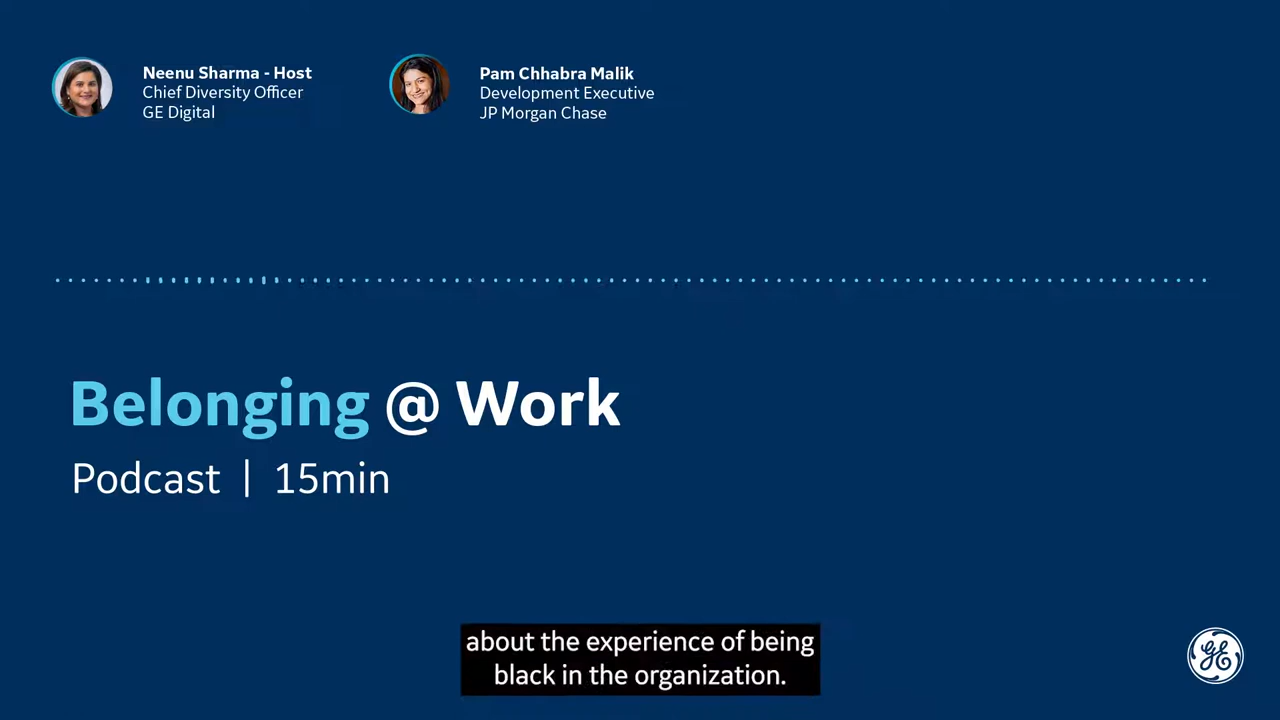 Neenu Sharma - Host
Chief Diversity Officer
GE Digital
Pam Chhabra Malik
Development Executive
JP Morgan Chase
Belonging @ Work
Podcast | 15min
about the experience of being
black in the organization.
GE